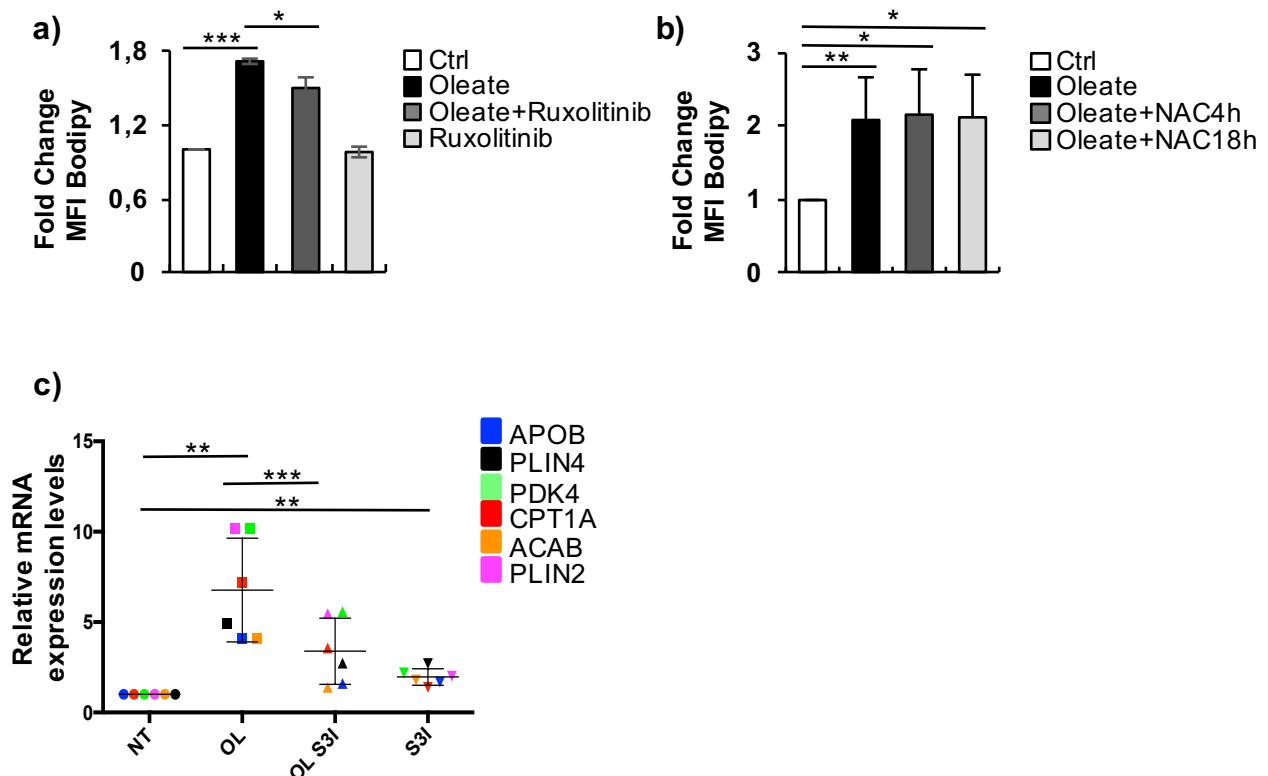 a)
***
*
1,8
1,2
0,6
0
Fold Change
MFI Bodipy
Ctrl
Oleate
Oleate+Ruxolitinib
Ruxolitinib
b)
*
*
**
3
2
1
0
Fold Change
MFI Bodipy
Ctrl
Oleate
Oleate+NAC4h
Oleate+NAC18h
c)
**
***
**
15
10
5
0
Relative mRNA
expression levels
NT
OL
OL S3I
S3I
APOB
PLIN4
PDK4
CPT1A
ACAB
PLIN2